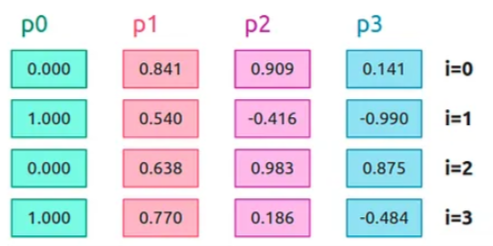 p0 p1 p2 p3
0.000 0.841 0.909 0.141 i=0
1.000 0.540 -0.416 -0.990 i=1
0.000 0.638 0.983 0.875 i=2
1.000 0.770 0.186 -0.484 i=3